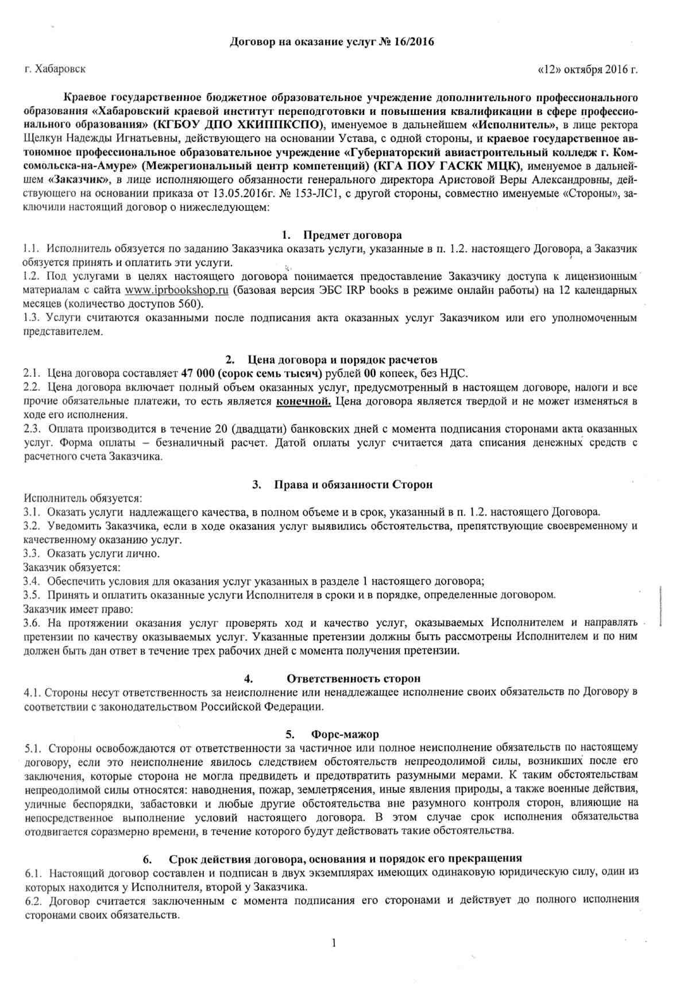 Договор на оказание услуг № 16/2016
г. Хабаровск «12» октября 2016 г.
Краевое государственное бюджетное образовательное учреждение дополнительного профессионального
образования «Хабаровский краевой институт переподготовки и повышения квалификации в сфере профессио-
нального образования» (КГБОУ ДПО ХКИППКСПО), именуемое в дальнейшем «Исполнитель», в лице ректора
Щелкун Надежды Игнатьевны, действующего на основании Устава, с одной стороны, и краевое государственное ав-
тономное профессиональное образовательное учреждение «Губернаторский авиастроительный колледж г. Ком-
сомольска-на-Амуре» (Межрегиональный центр компетенций) (КГА ПОУ ГАСКК МЦК), именуемое в дальней-
шем «Заказчик», в лице исполняющего обязанности генерального директора Аристовой Веры Александровны, дей-
ствующего на основании приказа от 13.05.2016г. № 153-ЛС1, с другой стороны, совместно именуемые «Стороны», за-
ключили настоящий договор о нижеследующем:
1. Предмет договора
1.1. Исполнитель обязуется по заданию Заказчика оказать услуги, указанные в п. 1.2. настоящего Договора, а Заказчик
обязуется принять и оплатить эти услуги.
1.2. Под услугами в целях настоящего договора понимается предоставление Заказчику доступа к лицензионным
материалам с сайта www.iprbookshop.ru (базовая версия ЭБС IRP books в режиме онлайн работы) на 12 календарных
месяцев (количество доступов 560).
1.3. Услуги считаются оказанными после подписания акта оказанных услуг Заказчиком или его уполномоченным
представителем.
2. Цена договора и порядок расчетов
2.1. Цена договора составляет 47 000 (сорок семь тысяч) рублей 00 копеек, без НДС.
2.2. Цена договора включает полный объем оказанных услуг, предусмотренный в настоящем договоре, налоги и все
прочие обязательные платежи, то есть является конечной. Цена договора является твердой и не может изменяться в
ходе его исполнения.
2.3. Оплата производится в течение 20 (двадцати) банковских дней с момента подписания сторонами акта оказанных
услуг. Форма оплаты – безналичный расчет. Датой оплаты услуг считается дата списания денежных средств с
расчетного счета Заказчика.
3. Права и обязанности Сторон
Исполнитель обязуется:
3.1. Оказать услуги надлежащего качества, в полном объеме и в срок, указанный в п. 1.2. настоящего Договора.
3.2. Уведомить Заказчика, если в ходе оказания услуг выявились обстоятельства, препятствующие своевременному и
качественному оказанию услуг.
3.3. Оказать услуги лично.
Заказчик обязуется:
3.4. Обеспечить условия для оказания услуг указанных в разделе 1 настоящего договора;
3.5. Принять и оплатить оказанные услуги Исполнителя в сроки и в порядке, определенные договором.
Заказчик имеет право:
3.6. На протяжении оказания услуг проверять ход и качество услуг, оказываемых Исполнителем и направлять
претензии по качеству оказываемых услуг. Указанные претензии должны быть рассмотрены Исполнителем и по ним
должен быть дан ответ в течение трех рабочих дней с момента получения претензии.
4. Ответственность сторон
4.1. Стороны несут ответственность за неисполнение или ненадлежащее исполнение своих обязательств по Договору в
соответствии с законодательством Российской Федерации.
5. Форс-мажор
5.1. Стороны освобождаются от ответственности за частичное или полное неисполнение обязательств по настоящему
договору, если это неисполнение явилось следствием обстоятельств непреодолимой силы, возникших после его
заключения, которые сторона не могла предвидеть и предотвратить разумными мерами. К таким обстоятельствам
непреодолимой силы относятся: наводнения, пожар, землетрясения, иные явления природы, а также военные действия,
уличные беспорядки, забастовки и любые другие обстоятельства вне разумного контроля сторон, влияющие на
непосредственное выполнение условий настоящего договора. В этом случае срок исполнения обязательства
отодвигается соразмерно времени, в течение которого будут действовать такие обстоятельства.
6. Срок действия договора, основания и порядок его прекращения
6.1. Настоящий договор составлен и подписан в двух экземплярах имеющих одинаковую юридическую силу, один из
которых находится у Исполнителя, второй у Заказчика.
6.2. Договор считается заключенным с момента подписания его сторонами и действует до полного исполнения
сторонами своих обязательств.
1